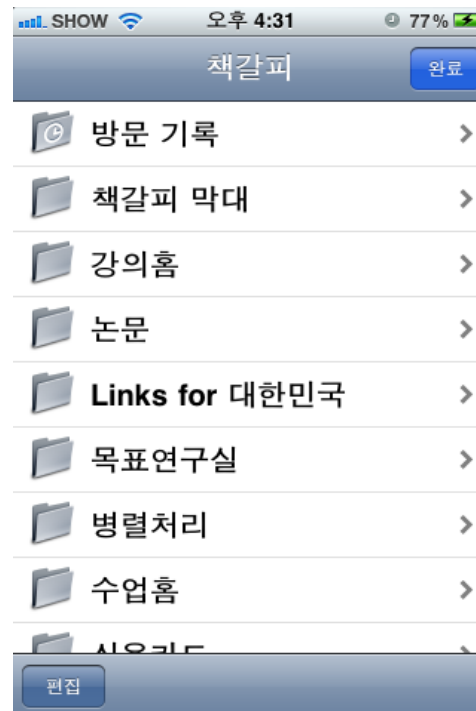 SHOW 오후 4:31 77%
책갈피 완료
방문 기록
책갈피 막대
강의홈
논문
Links for 대한민국
목표연구실
병렬처리
수업홈
편집